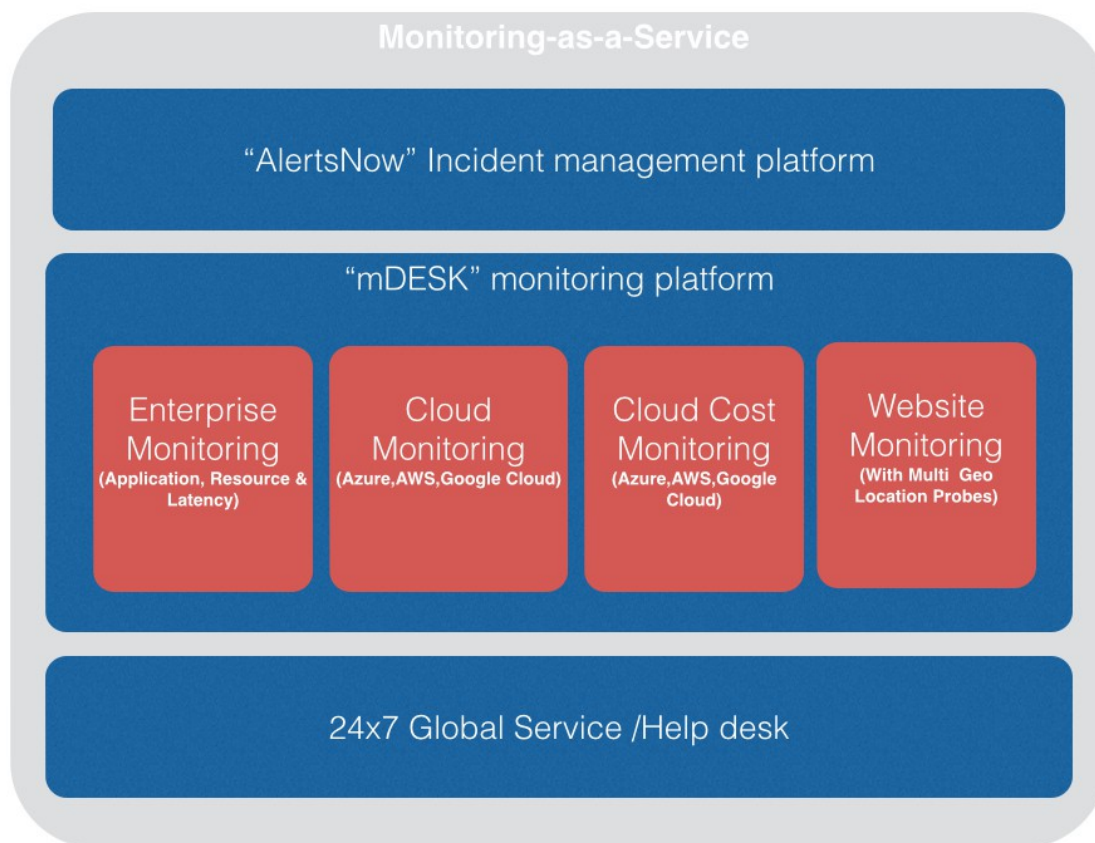 Monitoring-as-a-Service
“AlertsNow” Incident management platform
“mDESK” monitoring platform
Enterprise
Monitoring
(Application, Resource &
Latency)
Cloud
Monitoring
(Azure,AWS,Google Cloud)
Cloud Cost
Monitoring
(Azure,AWS,Google
Cloud)
Website
Monitoring
(With Multi Geo
Location Probes)
24x7 Global Service /Help desk